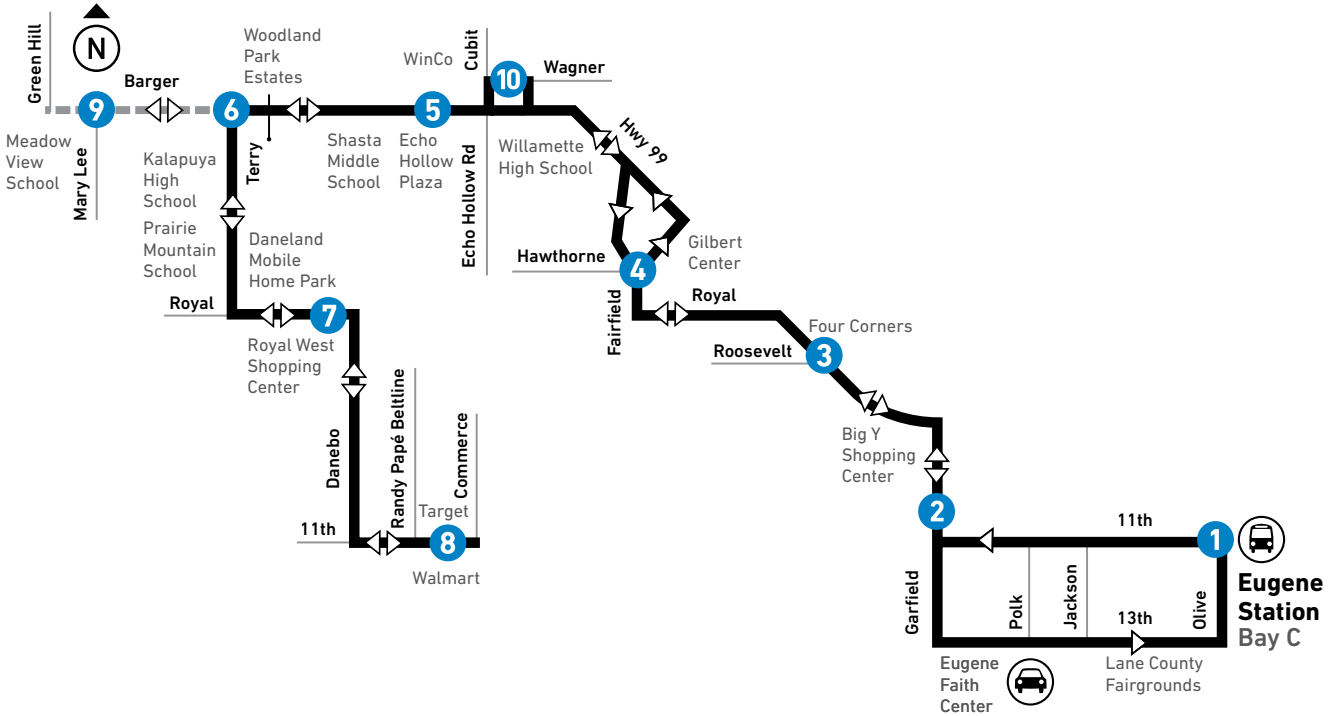 Green Hill
N
Barger
9
Meadow
View
School
Mary Lee
6
Woodland
Park
Estates
Terry
Kalapuya
High
School
Prairie
Mountain
School
Shasta
Middle
School
WinCo
5
Echo
Hollow
Plaza
Cubit
10
Wagner
Echo Hollow Rd
Willamette
High School
Hwy 99
Hawthorne
4
Gilbert
Center
Fairfield
Royal
Daneland
Mobile
Home Park
Royal
7
Royal West
Shopping
Center
Danebo
Randy Papé Beltline
Commerce
Target
11th
8
Walmart
Four Corners
Roosevelt
3
Big Y
Shopping
Center
2
11th
1
Eugene
Station
Bay C
Garfield
Polk
Jackson
13th
Olive
Eugene
Faith
Center
Lane County
Fairgrounds